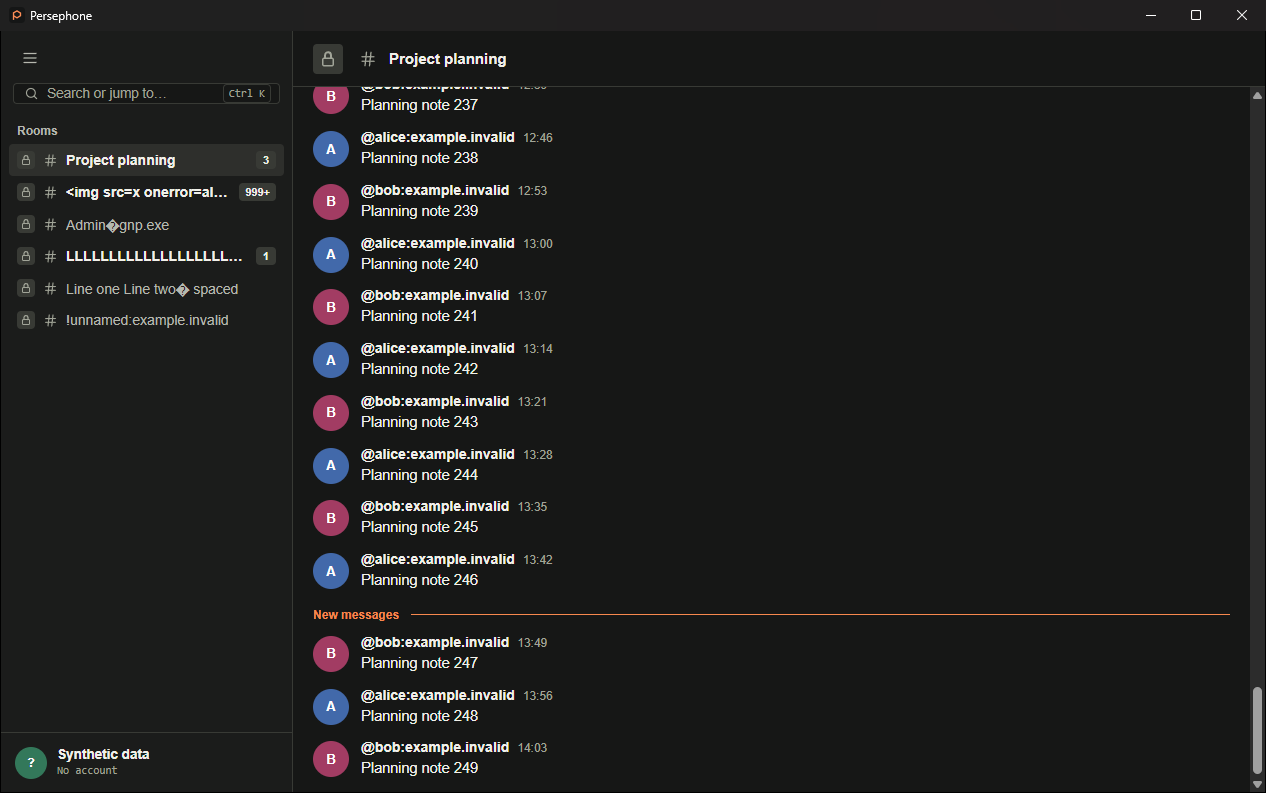 Persephone
Search or jump to… Ctrl K
Rooms
# Project planning 3
# <img src=x onerror=al... 999+
# Admin�gnp.exe
# LLLLLLLLLLLLLLLLLLL... 1
# Line one Line two� spaced
# !unnamed:example.invalid
? Synthetic data
No account
# Project planning
B @bob:example.invalid
Planning note 237
A @alice:example.invalid 12:46
Planning note 238
B @bob:example.invalid 12:53
Planning note 239
A @alice:example.invalid 13:00
Planning note 240
B @bob:example.invalid 13:07
Planning note 241
A @alice:example.invalid 13:14
Planning note 242
B @bob:example.invalid 13:21
Planning note 243
A @alice:example.invalid 13:28
Planning note 244
B @bob:example.invalid 13:35
Planning note 245
A @alice:example.invalid 13:42
Planning note 246
New messages
B @bob:example.invalid 13:49
Planning note 247
A @alice:example.invalid 13:56
Planning note 248
B @bob:example.invalid 14:03
Planning note 249